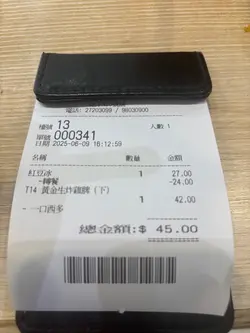 電話: 27203099 / 96030900
檯號 13 人數 1
單號 000341
日期 2025-06-09 16:12:59
名稱 數量 金額
紅豆冰 1 27.00
-轉餐 -24.00
T14 黃金生炸雞髀 (下) 1 42.00
- 一口西多
總金額:$ 45.00